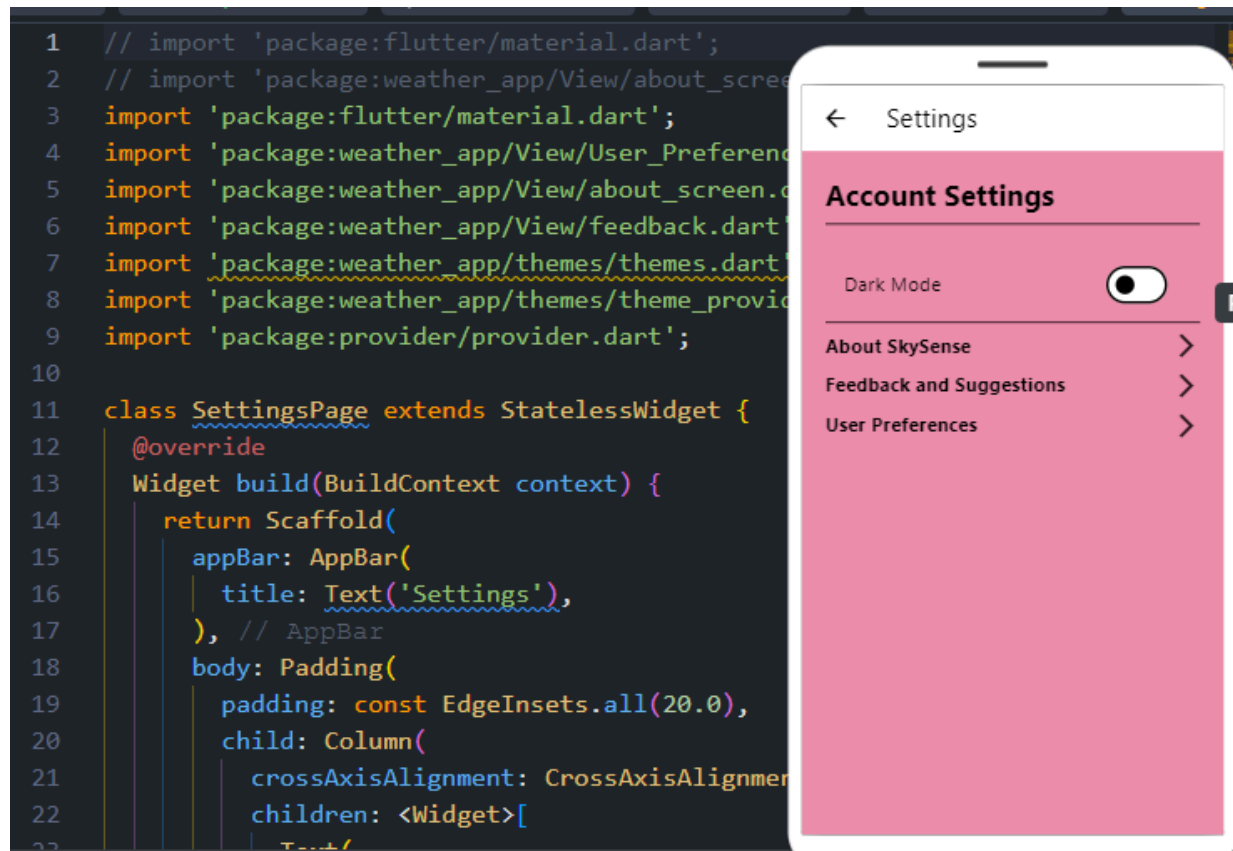 1 // import 'package:flutter/material.dart';
2 // import 'package:weather_app/View/about_scree
3 import 'package:flutter/material.dart';
4 import 'package:weather_app/View/User_Preferenc
5 import 'package:weather_app/View/about_screen.d
6 import 'package:weather_app/View/feedback.dart'
7 import 'package:weather_app/themes/themes.dart'
8 import 'package:weather_app/themes/theme_provid
9 import 'package:provider/provider.dart';
10
11 class SettingsPage extends StatelessWidget {
12 @override
13 Widget build(BuildContext context) {
14 return Scaffold(
15 appBar: AppBar(
16 title: Text('Settings'),
17 ), // AppBar
18 body: Padding(
19 padding: const EdgeInsets.all(20.0),
20 child: Column(
21 crossAxisAlignment: CrossAxisAlignmen
22 children: <Widget>[
23 Text(
Settings
Account Settings
Dark Mode
About SkySense
Feedback and Suggestions
User Preferences